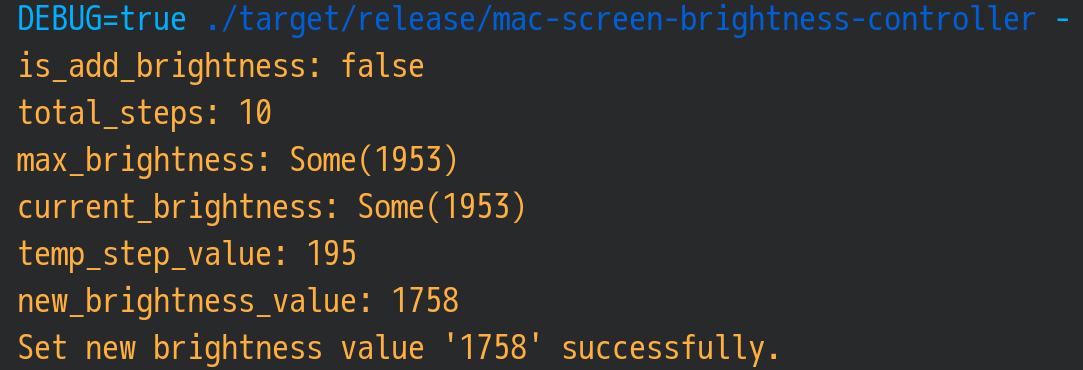 DEBUG=true ./target/release/mac-screen-brightness-controller -
is_add_brightness: false
total_steps: 10
max_brightness: Some(1953)
current_brightness: Some(1953)
temp_step_value: 195
new_brightness_value: 1758
Set new brightness value '1758' successfully.